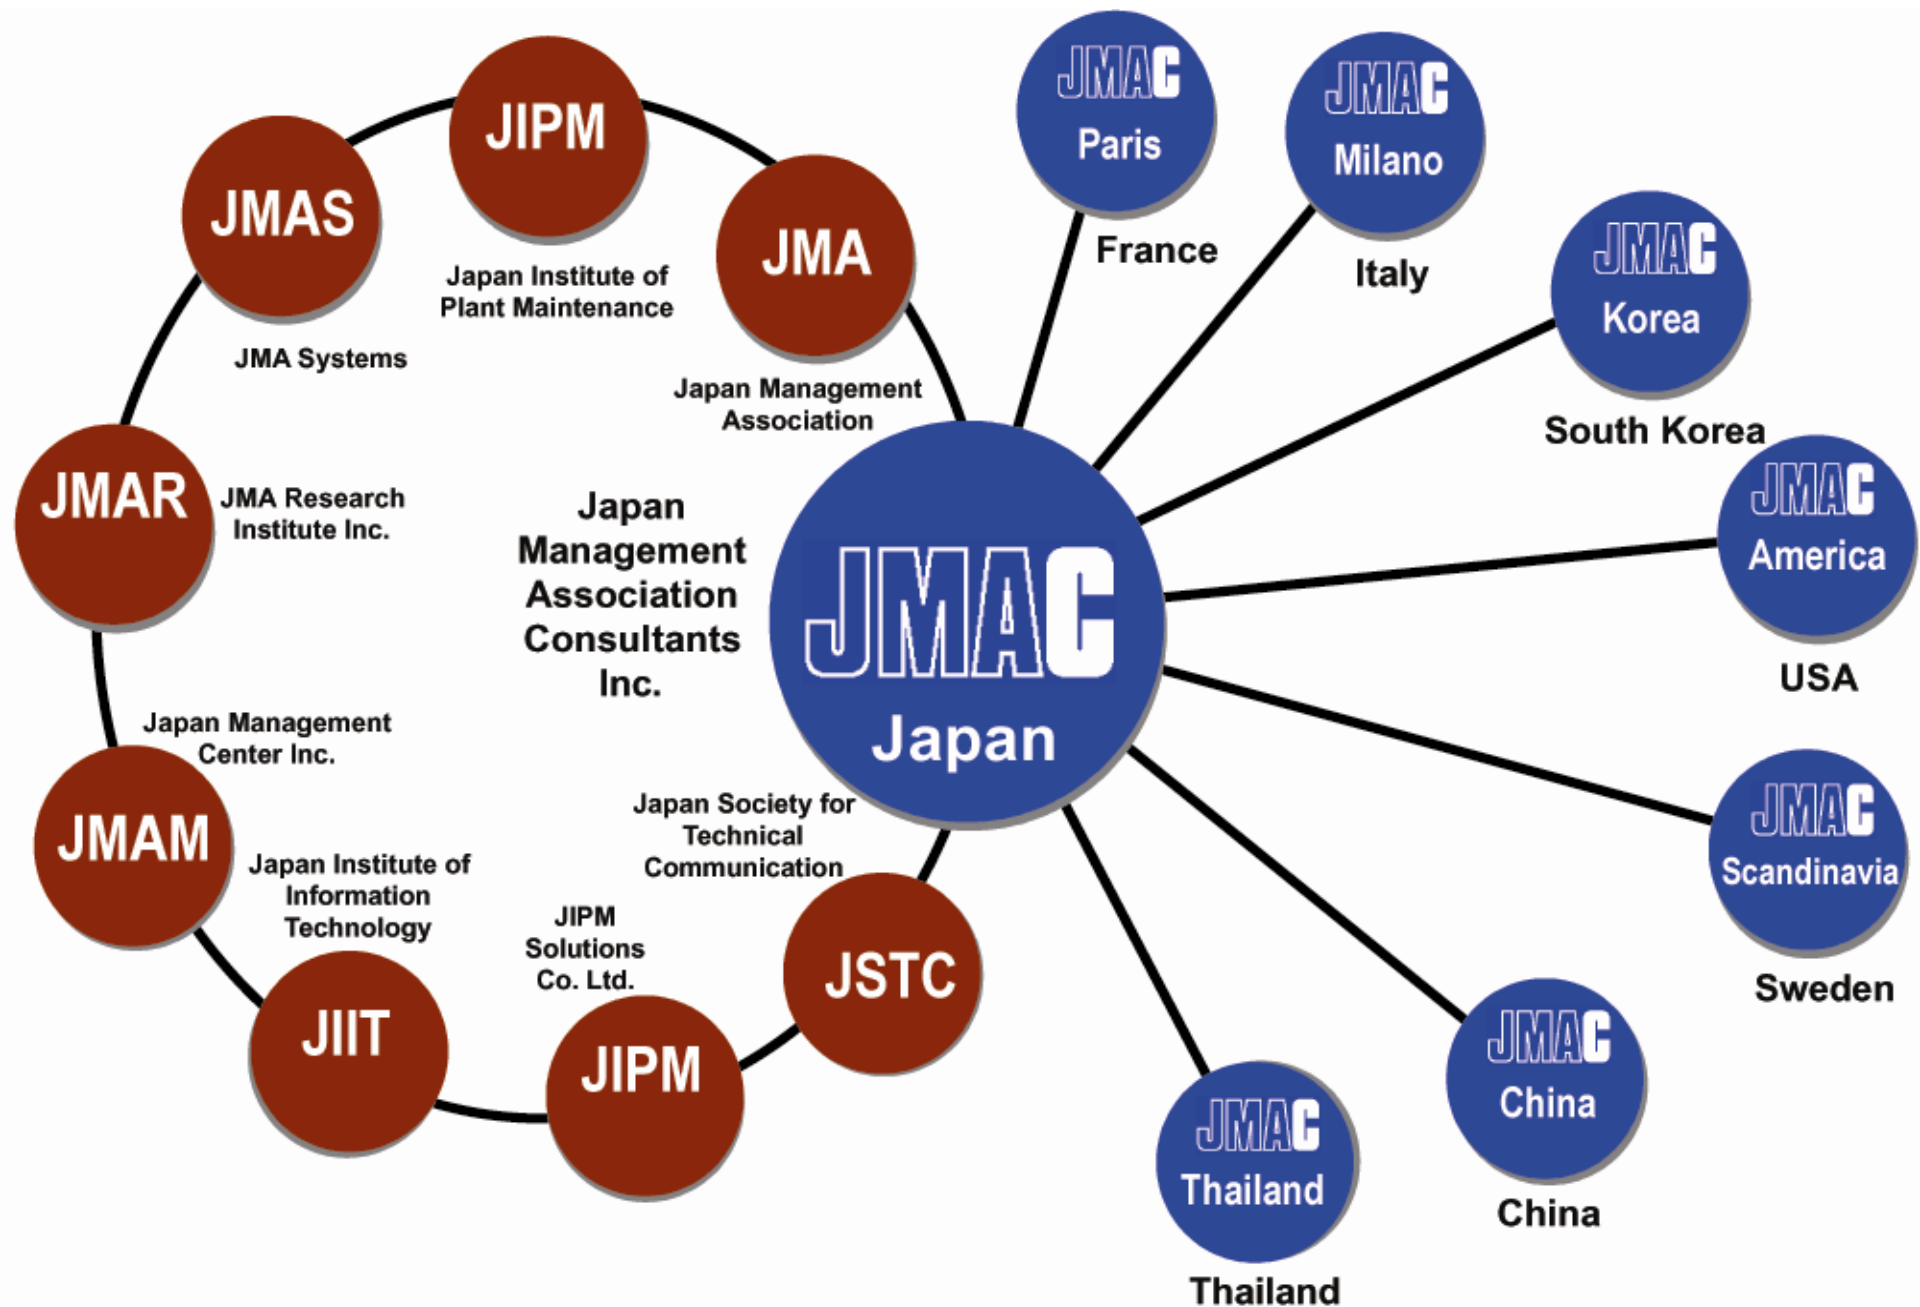 JIPM
Japan Institute of
Plant Maintenance
JMAS
JMA Systems
JMA
Japan Management
Association
JMAR
JMA Research
Institute Inc.
Japan Management
Center Inc.
JMAM
Japan Institute of
Information
Technology
JIIT
JIPM
Solutions
Co. Ltd.
JIPM
Japan Society for
Technical
Communication
JSTC
Japan
Management
Association
Consultants
Inc.
JMAC
Japan
JMAC
Paris
France
JMAC
Milano
Italy
JMAC
Korea
South Korea
JMAC
America
USA
JMAC
Scandinavia
Sweden
JMAC
China
China
JMAC
Thailand
Thailand